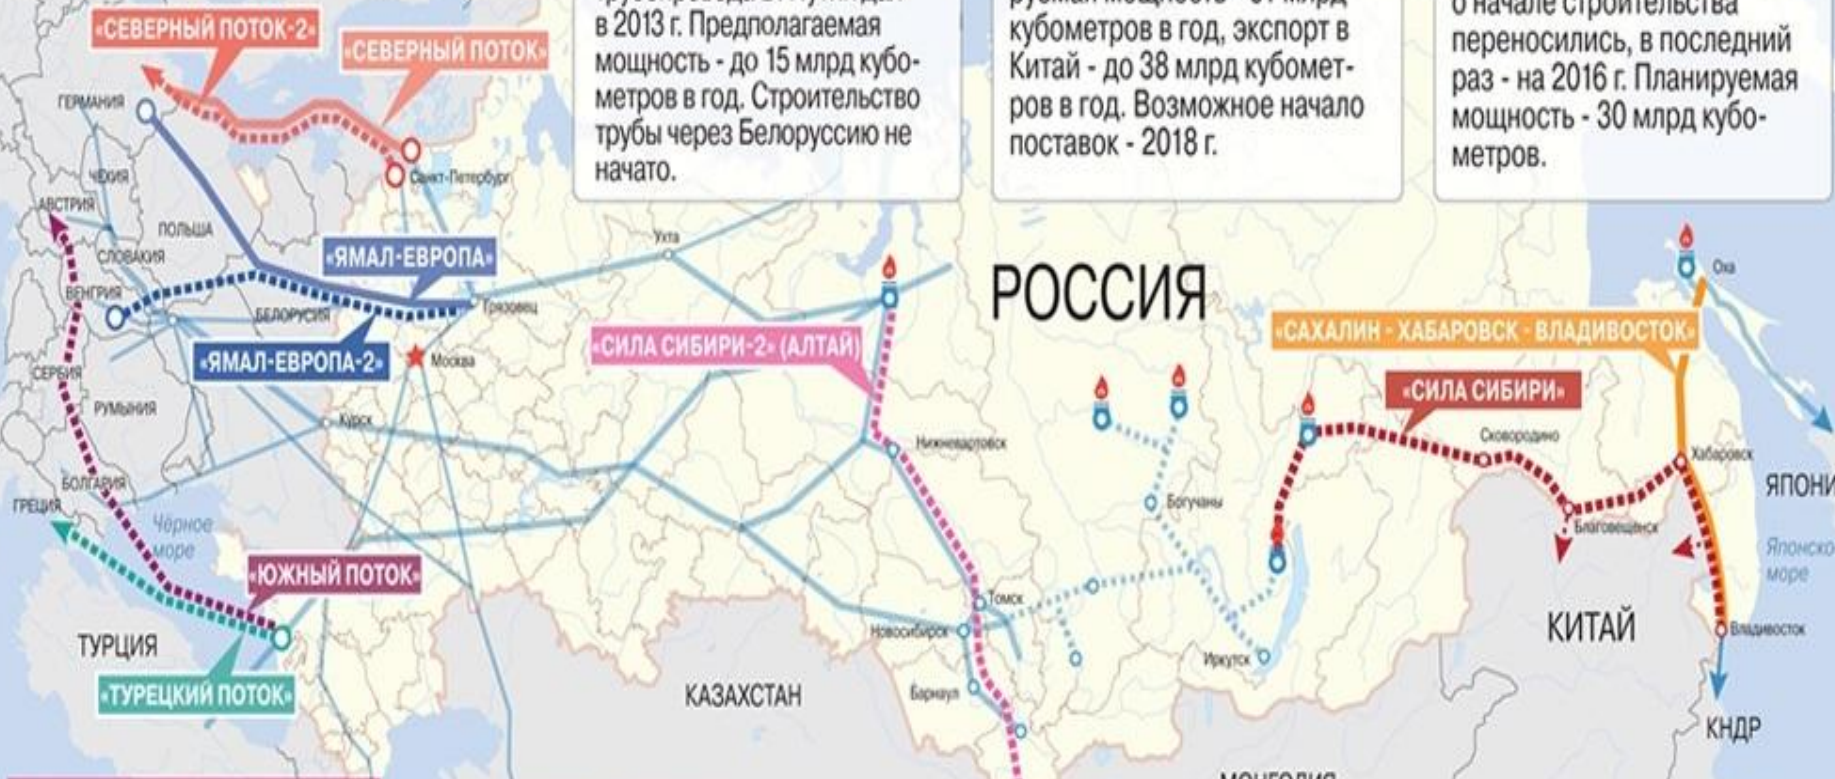 «СЕВЕРНЫЙ ПОТОК-2»
«СЕВЕРНЫЙ ПОТОК»
в 2013 г. Предполагаемая
мощность - до 15 млрд кубо-
метров в год. Строительство
трубы через Белоруссию не
начато.
кубометров в год, экспорт в
Китай - до 38 млрд кубомет-
ров в год. Возможное начало
поставок - 2018 г.
о начале строительства
переносились, в последний
раз - на 2016 г. Планируемая
мощность - 30 млрд кубо-
метров.
ГЕРМАНИЯ
Санкт-Петербург
ЧЕХИЯ
АВСТРИЯ
ПОЛЬША
СЛОВАКИЯ
«ЯМАЛ-ЕВРОПА»
Ухта
РОССИЯ
Оха
ВЕНГРИЯ
БЕЛОРУСИЯ
Грязовец
«САХАЛИН - ХАБАРОВСК - ВЛАДИВОСТОК»
«СИЛА СИБИРИ-2» (АЛТАЙ)
«ЯМАЛ-ЕВРОПА-2»
Москва
СЕРБИЯ
«СИЛА СИБИРИ»
РУМЫНИЯ
Курск
Нижневартовск
Сковородино
Хабаровск
БОЛГАРИЯ
ЯПОНИ
ГРЕЦИЯ
Богучаны
Чёрное
море
Благовещенск
Японско
море
«ЮЖНЫЙ ПОТОК»
Томск
Новосибирск
КИТАЙ
Владивосток
ТУРЦИЯ
Иркутск
«ТУРЕЦКИЙ ПОТОК»
КАЗАХСТАН
Барнаул
КНДР
МОНГОЛИЯ